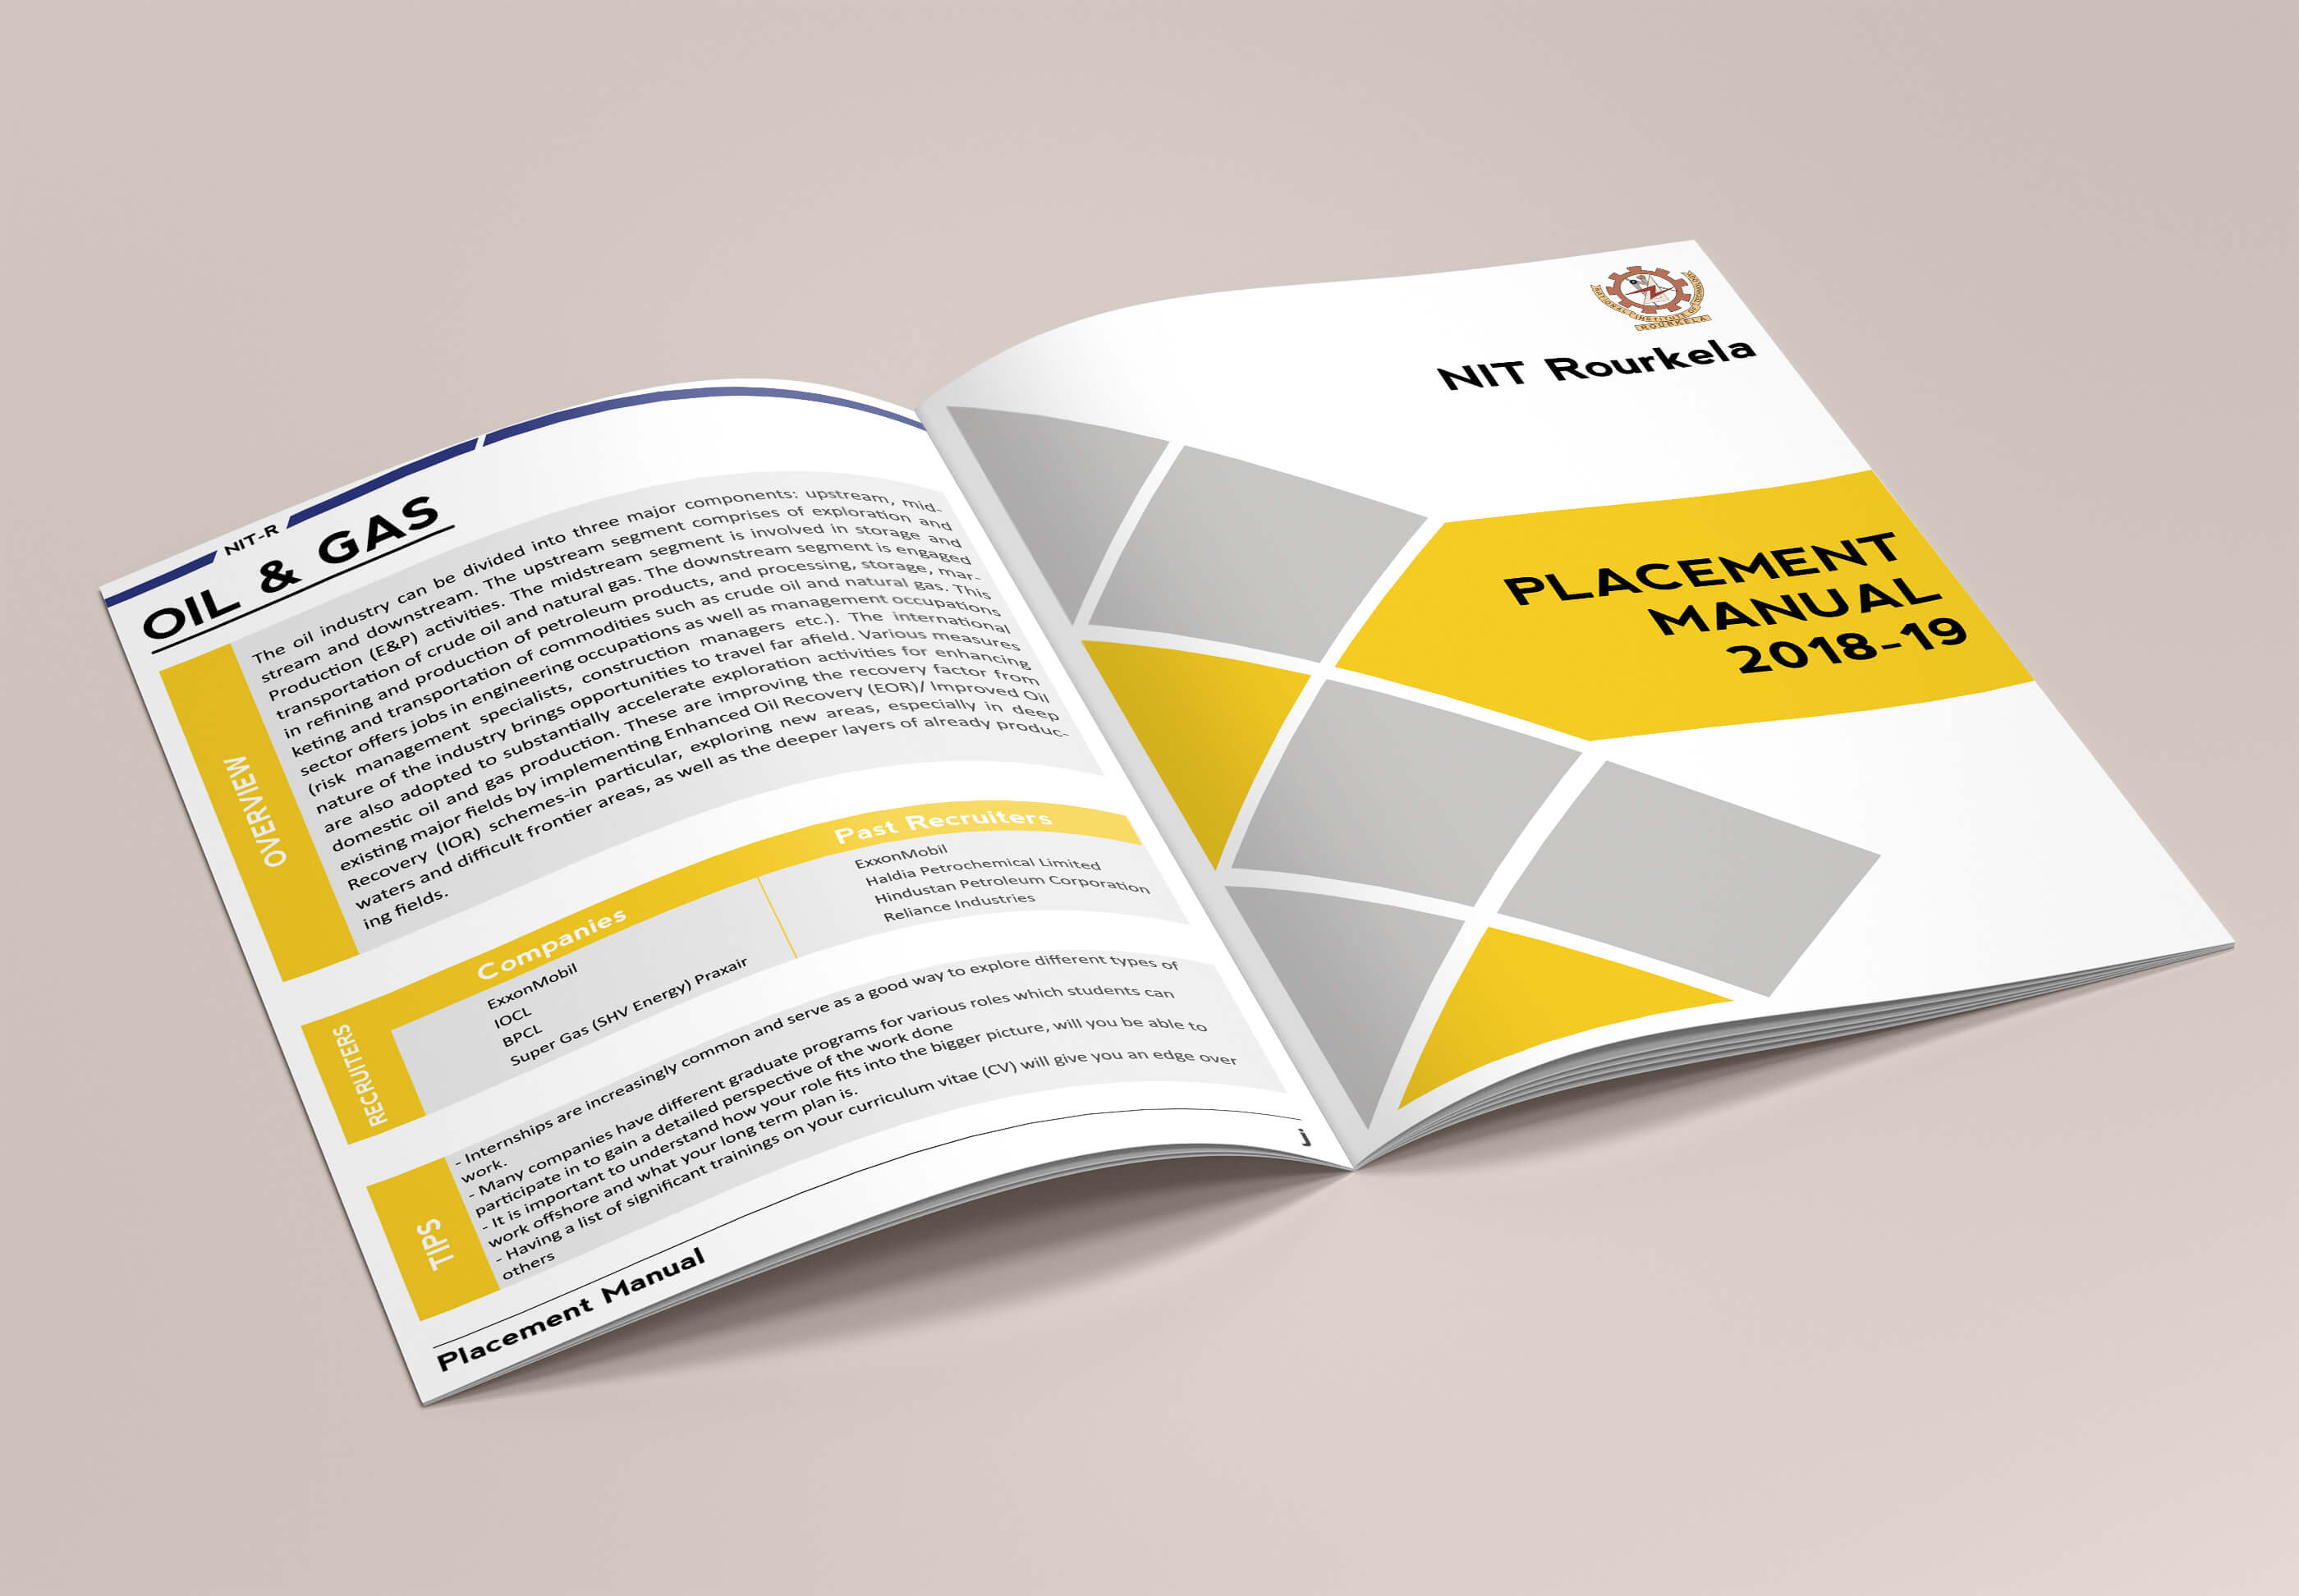 NIT-R
OIL & GAS
OVERVIEW
The oil industry can be divided into three major components: upstream, mid-
stream and downstream. The upstream segment comprises of exploration and
Production (E&P) activities. The midstream segment is involved in storage and
transportation of crude oil and natural gas. The downstream segment is engaged
in refining and production of petroleum products, and processing, storage, mar-
keting and transportation of commodities such as crude oil and natural gas. This
sector offers jobs in engineering occupations as well as management occupations
(risk management specialists, construction managers etc.). The international
nature of the industry brings opportunities to travel far afield. Various measures
are also adopted to substantially accelerate exploration activities for enhancing
domestic oil and gas production. These are improving the recovery factor from
existing major fields by implementing Enhanced Oil Recovery (EOR)/ Improved Oil
Recovery (IOR) schemes-in particular, exploring new areas, especially in deep
waters and difficult frontier areas, as well as the deeper layers of already produc-
ing fields.
RECRUITERS
Companies
ExxonMobil
IOCL
BPCL
Super Gas (SHV Energy) Praxair
Past Recruiters
ExxonMobil
Haldia Petrochemical Limited
Hindustan Petroleum Corporation
Reliance Industries
TIPS
- Internships are increasingly common and serve as a good way to explore different types of
work.
- Many companies have different graduate programs for various roles which students can
participate in to gain a detailed perspective of the work done
- It is important to understand how your role fits into the bigger picture, will you be able to
work offshore and what your long term plan is.
- Having a list of significant trainings on your curriculum vitae (CV) will give you an edge over
others
Placement Manual
j
NATIONAL INSTITUTE OF TECHNOLOGY
ROURKELA
NIT Rourkela
PLACEMENT
MANUAL
2018-19